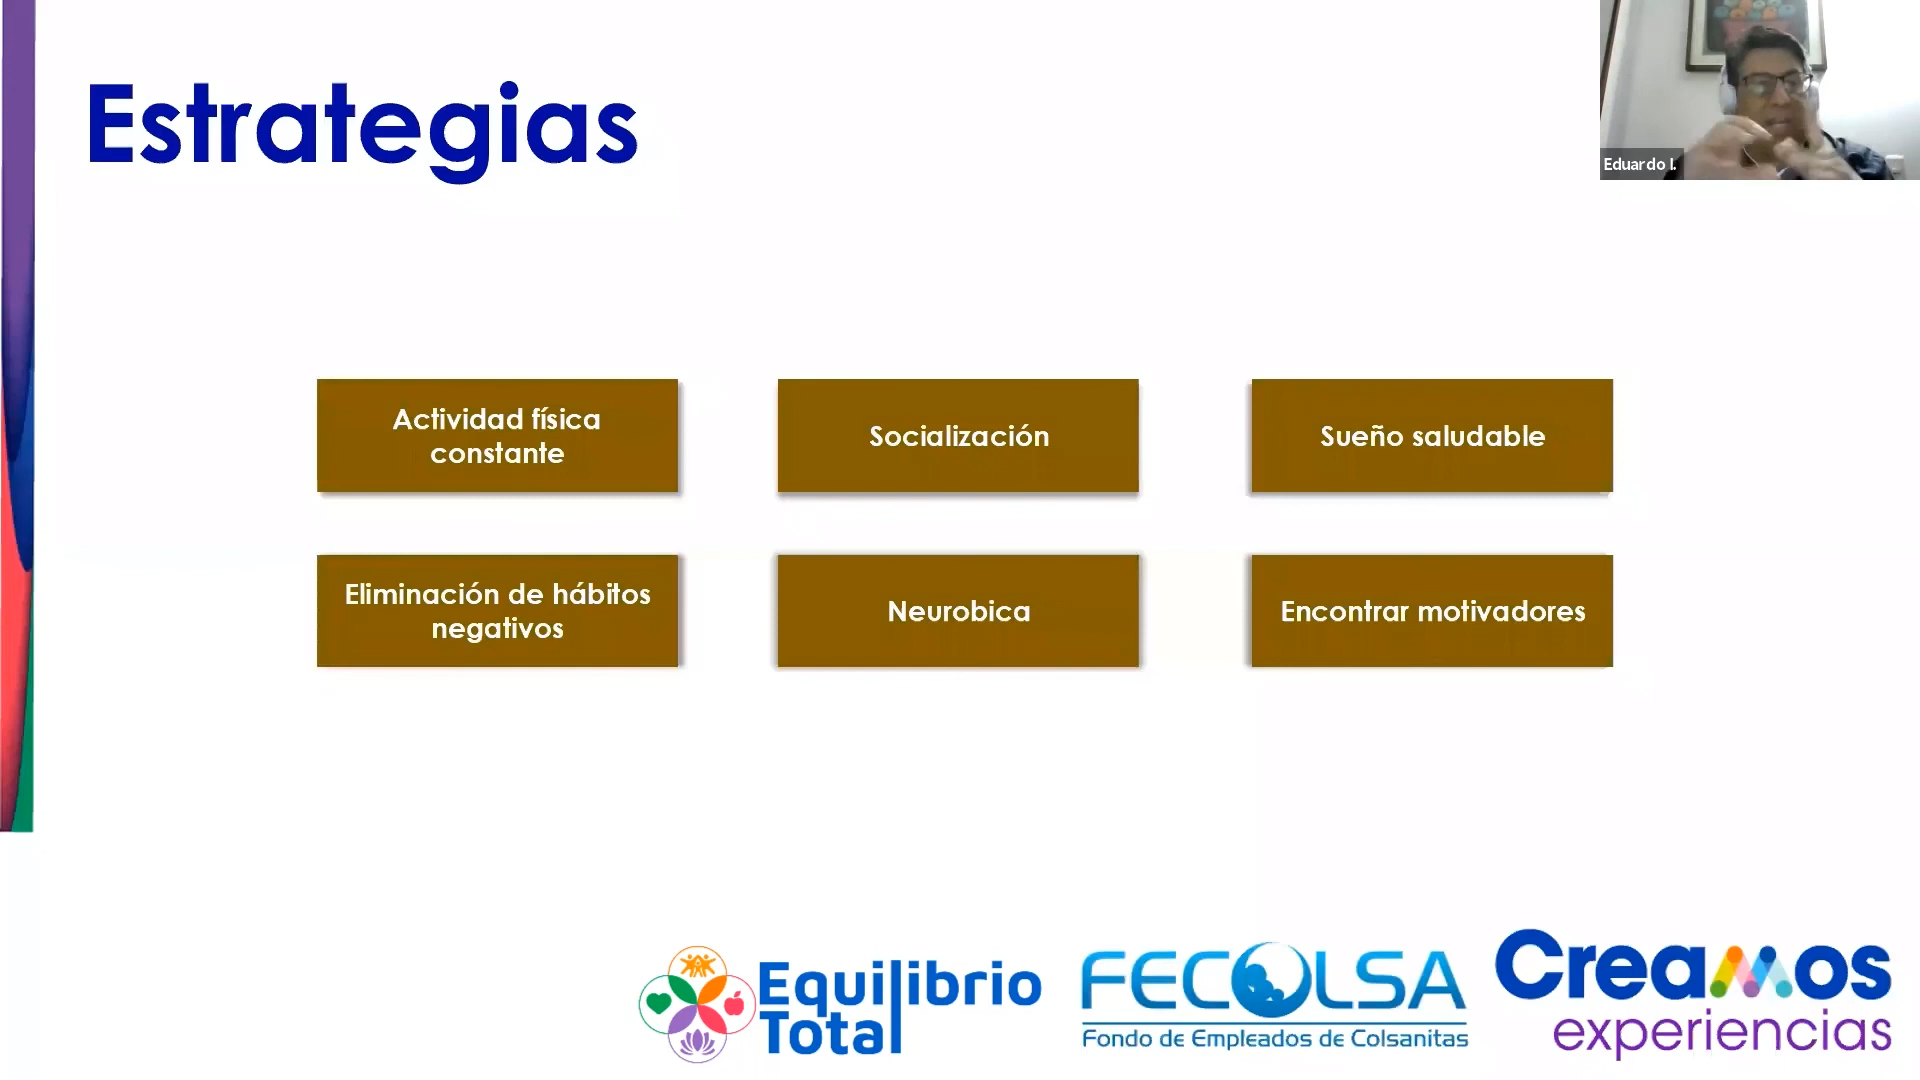 Estrategias
Eduardo I.
Actividad física
constante
Socialización
Sueño saludable
Eliminación de hábitos
negativos
Neurobica
Encontrar motivadores
Equilibrio
Total
FECOLSA
Fondo de Empleados de Colsanitas
Creamos
experiencias